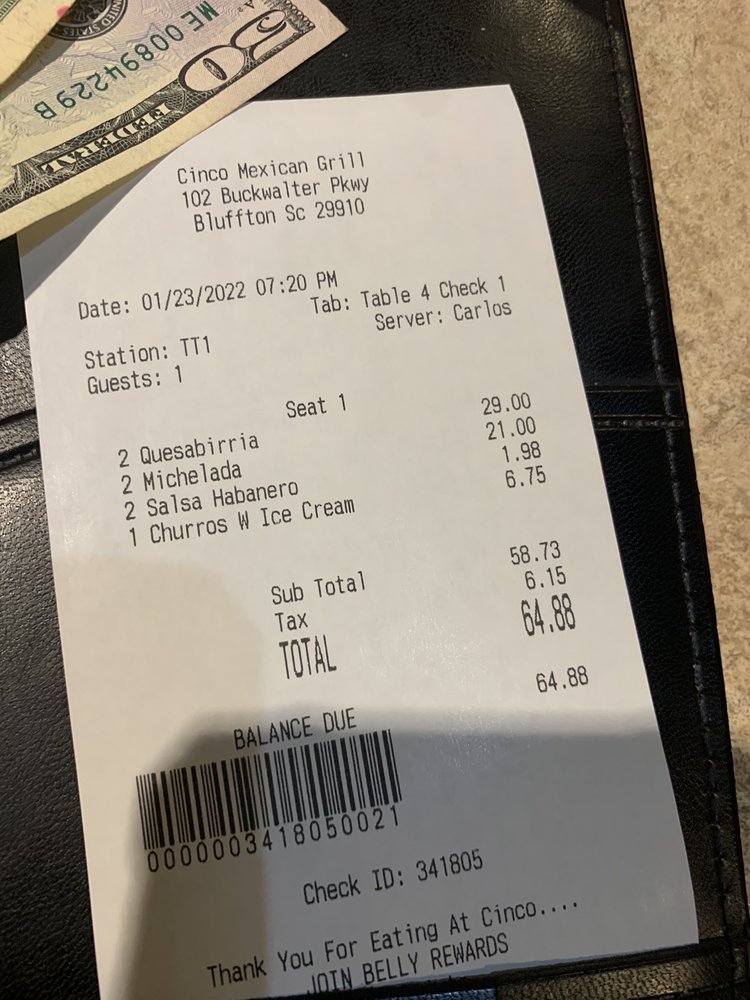 ME00894229B
50
FEDERAL
Cinco Mexican Grill
102 Buckwalter Pkwy
Bluffton Sc 29910
Date: 01/23/2022 07:20 PM
Tab: Table 4 Check 1
Server: Carlos
Station: TT1
Guests: 1
Seat 1
2 Quesabirria 29.00
2 Michelada 21.00
2 Salsa Habanero 1.98
1 Churros W Ice Cream 6.75
Sub Total 58.73
Tax 6.15
TOTAL 64.88
BALANCE DUE 64.88
0000003418050021
Check ID: 341805
Thank You For Eating At Cinco....
JOIN BELLY REWARDS